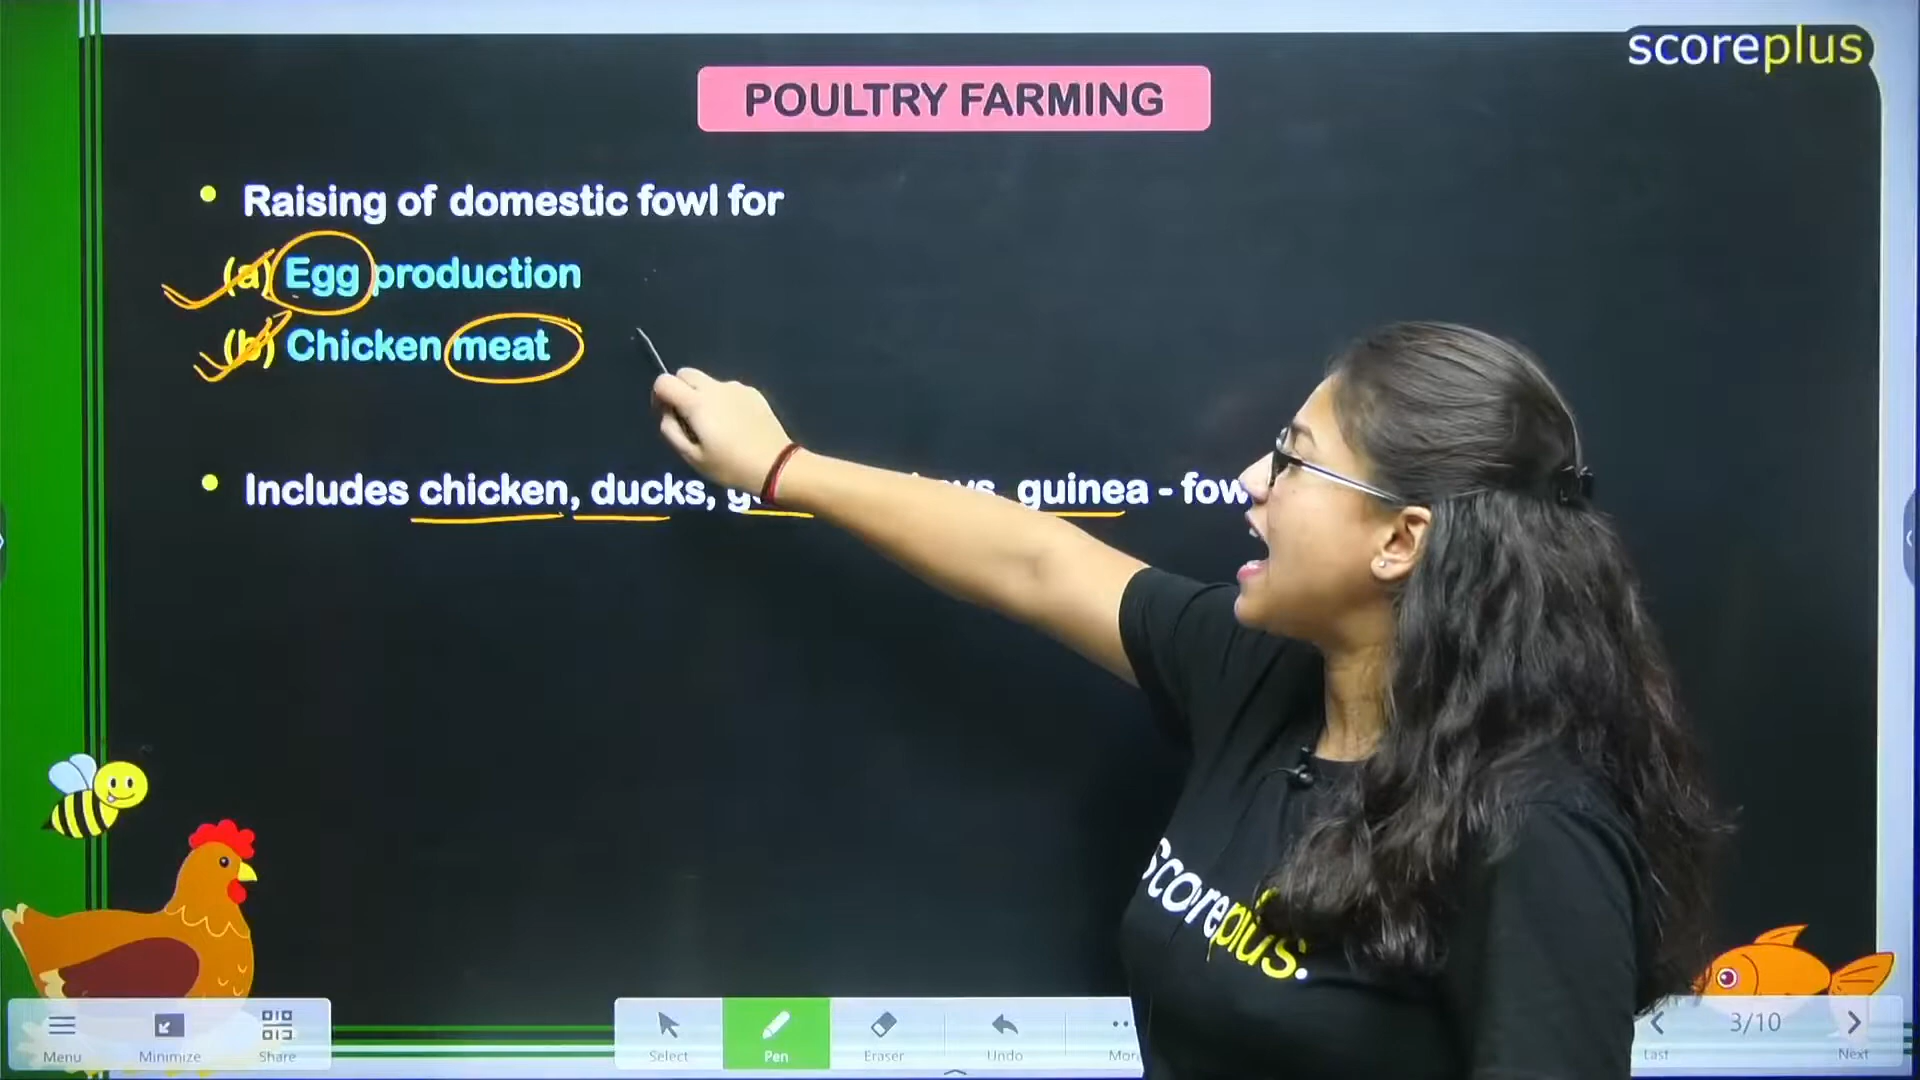 scoreplus
POULTRY FARMING
Raising of domestic fowl for
(a) Egg production
(b) Chicken meat
Includes chicken, ducks, guinea - fow
scoreplus.
Menu
Minimize
Share
Select
Pen
Eraser
Undo
Mor
3/10
Last
Next